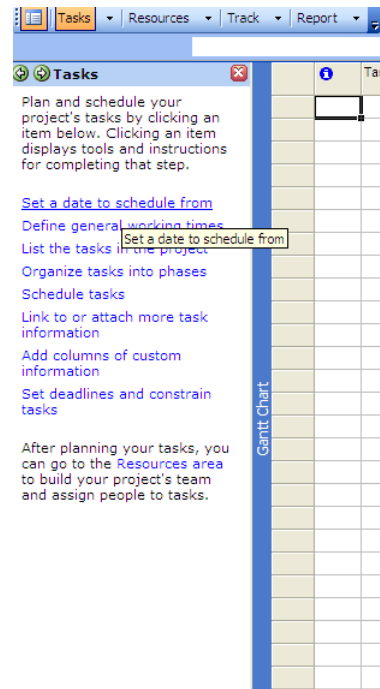 Tasks Resources Track Report
Tasks
Plan and schedule your
project's tasks by clicking an
item below. Clicking an item
displays tools and instructions
for completing that step.
Set a date to schedule from
Define general working times
Set a date to schedule from
List the tasks in the project
Organize tasks into phases
Schedule tasks
Link to or attach more task
information
Add columns of custom
information
Set deadlines and constrain
tasks
After planning your tasks, you
can go to the Resources area
to build your project's team
and assign people to tasks.
Gantt Chart
Ta